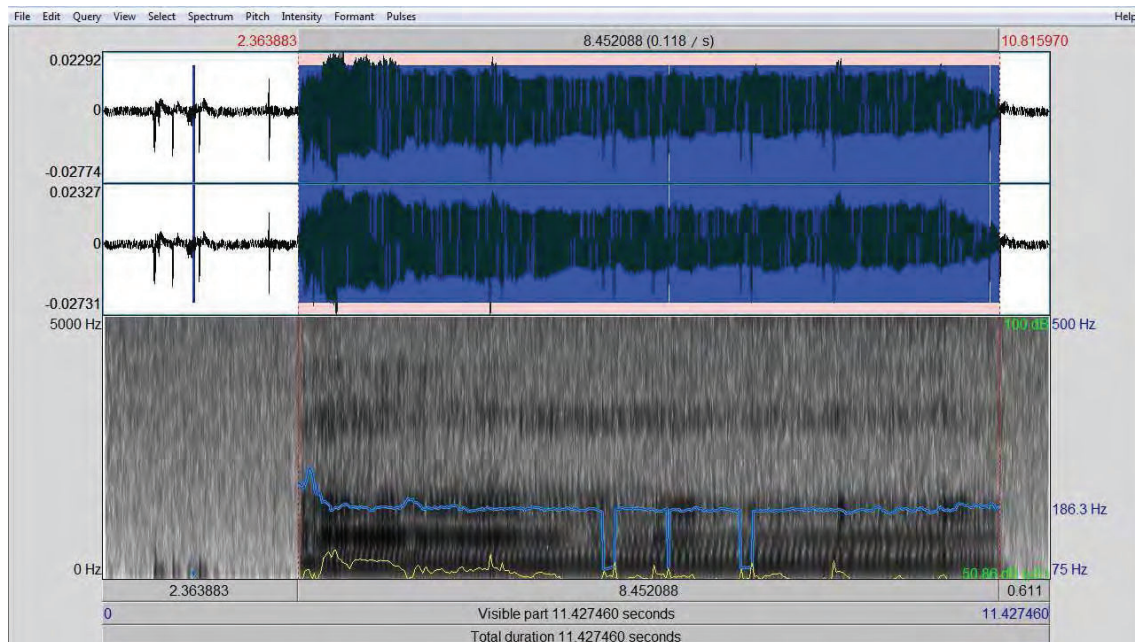 File Edit Query View Select Spectrum Pitch Intensity Formant Pulses Help
2.363883 8.452088 (0.118 / s) 10.815970
0.02292
0
-0.02774
0.02327
0
-0.02731
5000 Hz 100 dB 500 Hz
186.3 Hz
0 Hz 50.86 dB 75 Hz
2.363883 8.452088 0.611
0 Visible part 11.427460 seconds 11.427460
Total duration 11.427460 seconds